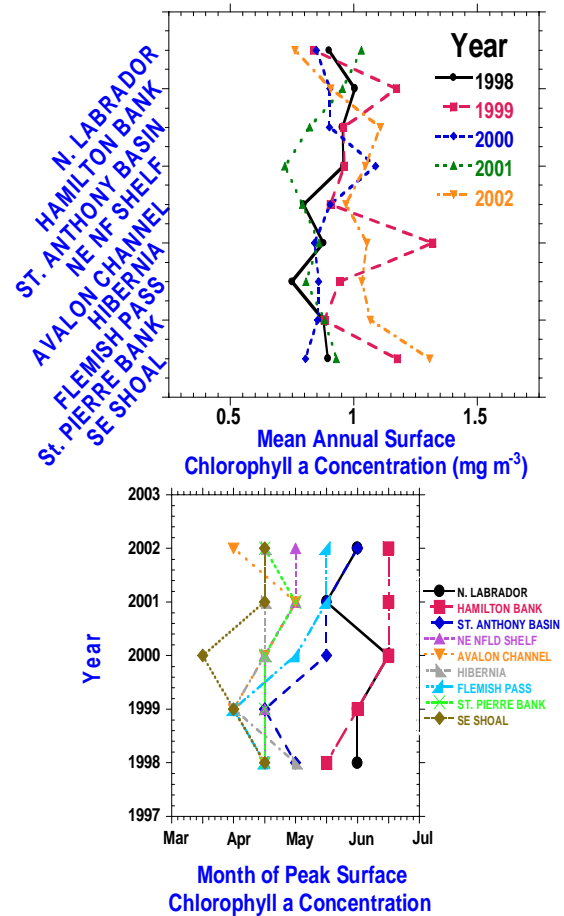 Year
1998
1999
2000
2001
2002
N. LABRADOR
HAMILTON BANK
ST. ANTHONY BASIN
NE NF SHELF
AVALON CHANNEL
HIBERNIA
FLEMISH PASS
St. PIERRE BANK
SE SHOAL
0.5 1 1.5
Mean Annual Surface
Chlorophyll a Concentration (mg m-3)
2003
2002
2001
2000
1999
1998
1997
Year
Mar Apr May Jun Jul
Month of Peak Surface
Chlorophyll a Concentration
N. LABRADOR
HAMILTON BANK
ST. ANTHONY BASIN
NE NFLD SHELF
AVALON CHANNEL
HIBERNIA
FLEMISH PASS
ST. PIERRE BANK
SE SHOAL